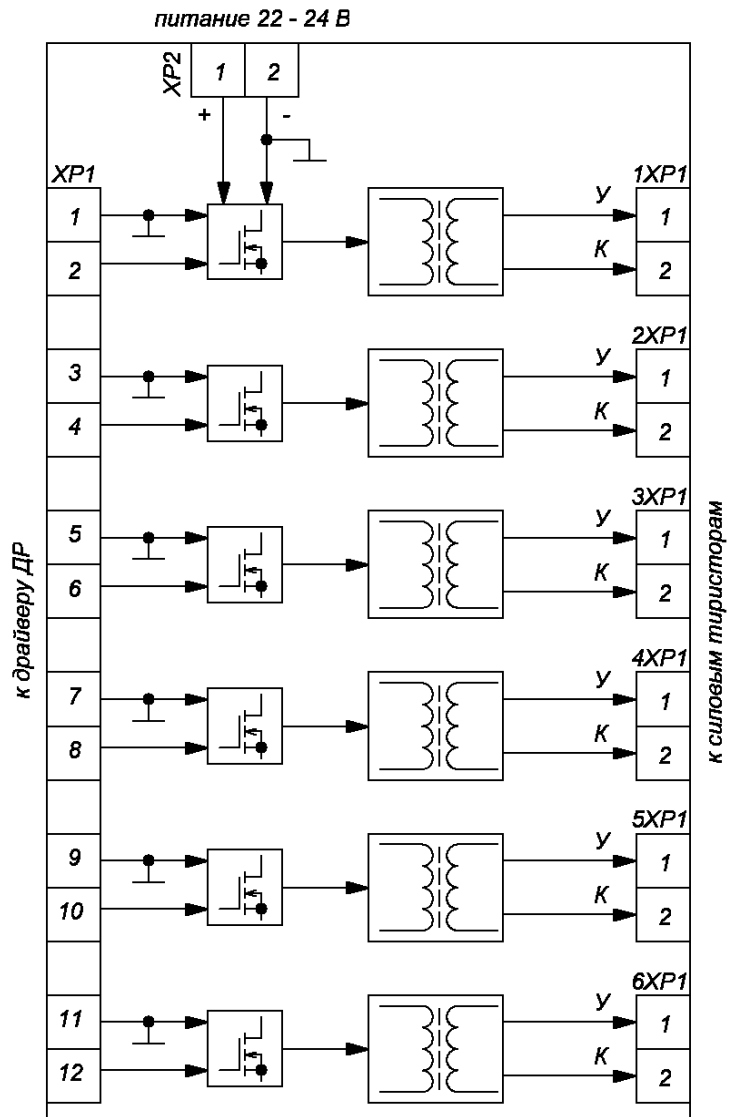 питание 22 - 24 В
XP2
1
2
+
-
XP1
1
2
3
4
5
6
7
8
9
10
11
12
к драйверу ДР
У
К
1XP1
1
2
У
К
2XP1
1
2
У
К
3XP1
1
2
У
К
4XP1
1
2
У
К
5XP1
1
2
У
К
6XP1
1
2
к силовым тиристорам